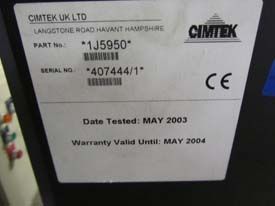 CIMTEK UK LTD
LANGSTONE ROAD, HAVANT HAMPSHIRE
CIMTEK
PART No.: *1J5950*
SERIAL NO.: *407444/1*
CE
Date Tested: MAY 2003
Warranty Valid Until: MAY 2004